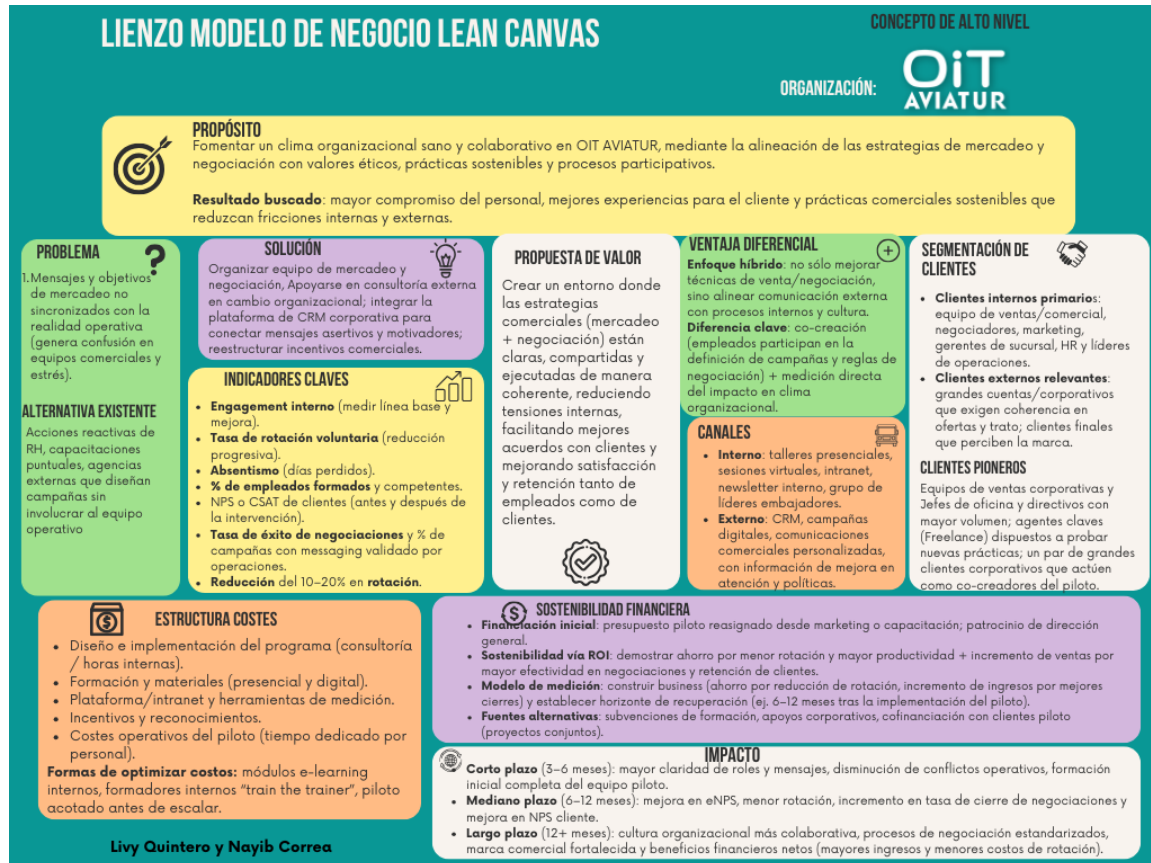 LIENZO MODELO DE NEGOCIO LEAN CANVAS
CONCEPTO DE ALTO NIVEL
ORGANIZACIÓN:
OiT
AVIATUR
PROPÓSITO
Fomentar un clima organizacional sano y colaborativo en OIT AVIATUR, mediante la alineación de las estrategias de mercadeo y
negociación con valores éticos, prácticas sostenibles y procesos participativos.
Resultado buscado: mayor compromiso del personal, mejores experiencias para el cliente y prácticas comerciales sostenibles que
reduzcan fricciones internas y externas.
PROBLEMA
?
1.Mensajes y objetivos
de mercadeo no
sincronizados con la
realidad operativa
(genera confusión en
equipos comerciales y
estrés).
ALTERNATIVA EXISTENTE
Acciones reactivas de
RH, capacitaciones
puntuales, agencias
externas que diseñan
campañas sin
involucrar al equipo
operativo
SOLUCIÓN
Organizar equipo de mercadeo y
negociación, Apoyarse en consultoría externa
en cambio organizacional; integrar la
plataforma de CRM corporativa para
conectar mensajes asertivos y motivadores;
reestructurar incentivos comerciales.
INDICADORES CLAVES
• Engagement interno (medir línea base y
mejora).
• Tasa de rotación voluntaria (reducción
progresiva).
• Absentismo (días perdidos).
• % de empleados formados y competentes.
• NPS o CSAT de clientes (antes y después de
la intervención).
• Tasa de éxito de negociaciones y % de
campañas con messaging validado por
operaciones.
• Reducción del 10–20% en rotación.
PROPUESTA DE VALOR
Crear un entorno donde
las estrategias
comerciales (mercadeo
+ negociación) están
claras, compartidas y
ejecutadas de manera
coherente, reduciendo
tensiones internas,
facilitando mejores
acuerdos con clientes y
mejorando satisfacción
y retención tanto de
empleados como de
clientes.
VENTAJA DIFERENCIAL
Enfoque híbrido: no sólo mejorar
técnicas de venta/negociación,
sino alinear comunicación externa
con procesos internos y cultura.
Diferencia clave: co-creación
(empleados participan en la
definición de campañas y reglas de
negociación) + medición directa
del impacto en clima
organizacional.
CANALES
• Interno: talleres presenciales,
sesiones virtuales, intranet,
newsletter interno, grupo de
líderes embajadores.
• Externo: CRM, campañas
digitales, comunicaciones
comerciales personalizadas,
con información de mejora en
atención y políticas.
SEGMENTACIÓN DE
CLIENTES
• Clientes internos primarios:
equipo de ventas/comercial,
negociadores, marketing,
gerentes de sucursal, HR y líderes
de operaciones.
• Clientes externos relevantes:
grandes cuentas/corporativos
que exigen coherencia en
ofertas y trato; clientes finales
que perciben la marca.
CLIENTES PIONEROS
Equipos de ventas corporativas y
Jefes de oficina y directivos con
mayor volumen; agentes claves
(Freelance) dispuestos a probar
nuevas prácticas; un par de grandes
clientes corporativos que actúen
como co-creadores del piloto.
ESTRUCTURA COSTES
• Diseño e implementación del programa (consultoría
/ horas internas).
• Formación y materiales (presencial y digital).
• Plataforma/intranet y herramientas de medición.
• Incentivos y reconocimientos.
• Costes operativos del piloto (tiempo dedicado por
personal).
Formas de optimizar costos: módulos e-learning
internos, formadores internos “train the trainer”, piloto
acotado antes de escalar.
Livy Quintero y Nayib Correa
SOSTENIBILIDAD FINANCIERA
• Financiación inicial: presupuesto piloto reasignado desde marketing o capacitación; patrocinio de dirección
general.
• Sostenibilidad vía ROI: demostrar ahorro por menor rotación y mayor productividad + incremento de ventas por
mayor efectividad en negociaciones y retención de clientes.
• Modelo de medición: construir business (ahorro por reducción de rotación, incremento de ingresos por mejores
cierres) y establecer horizonte de recuperación (ej. 6–12 meses tras la implementación del piloto).
• Fuentes alternativas: subvenciones de formación, apoyos corporativos, cofinanciación con clientes piloto
(proyectos conjuntos).
IMPACTO
• Corto plazo (3–6 meses): mayor claridad de roles y mensajes, disminución de conflictos operativos, formación
inicial completa del equipo piloto.
• Mediano plazo (6–12 meses): mejora en eNPS, menor rotación, incremento en tasa de cierre de negociaciones y
mejora en NPS cliente.
• Largo plazo (12+ meses): cultura organizacional más colaborativa, procesos de negociación estandarizados,
marca comercial fortalecida y beneficios financieros netos (mayores ingresos y menores costos de rotación).